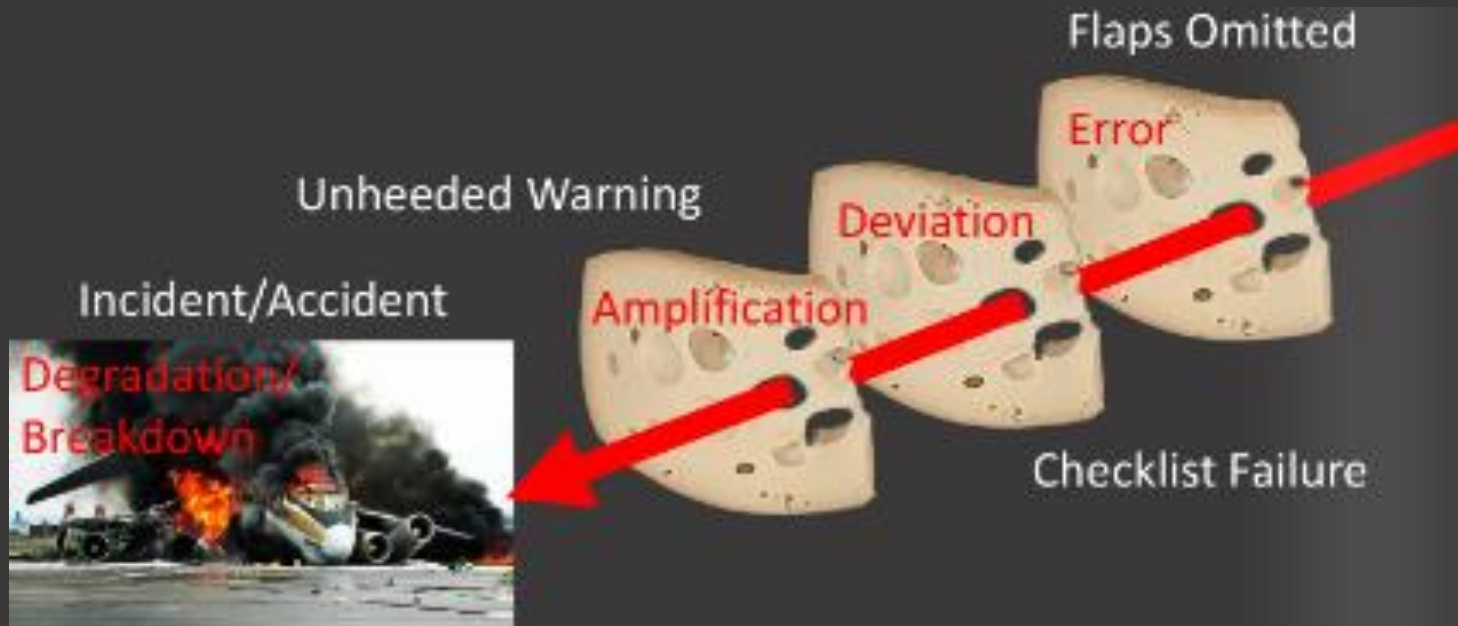 Flaps Omitted
Error
Unheeded Warning
Deviation
Incident/Accident
Amplification
Degradation/
Breakdown
Checklist Failure